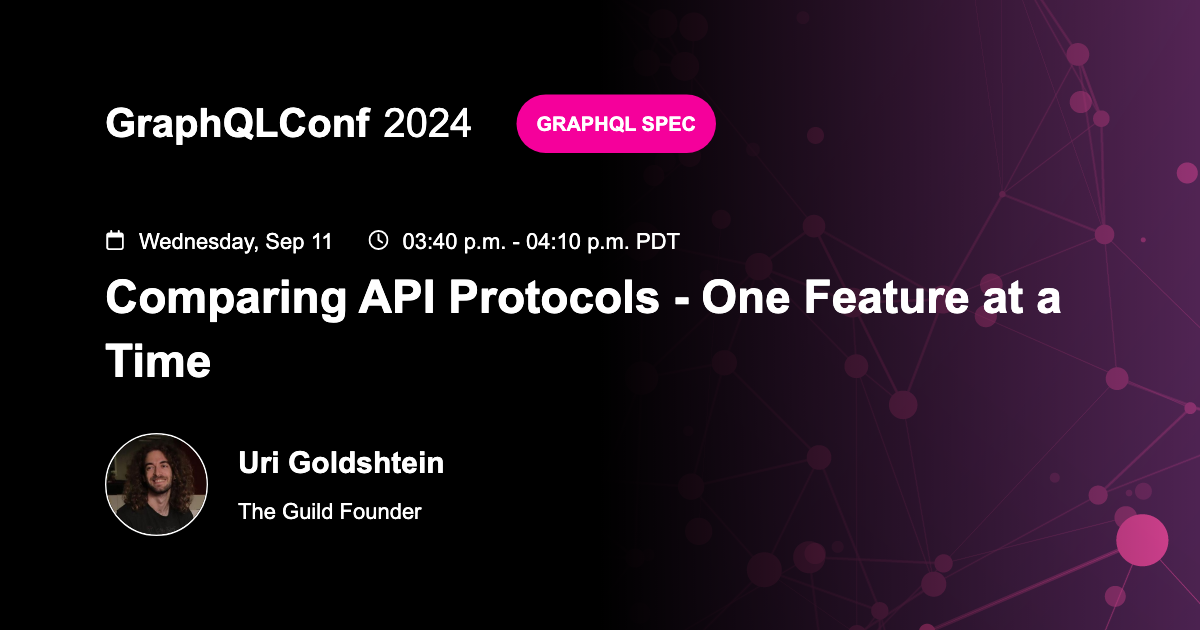 GraphQLConf 2024
GRAPHQL SPEC
Wednesday, Sep 11 03:40 p.m. - 04:10 p.m. PDT
Comparing API Protocols - One Feature at a
Time
Uri Goldshtein
The Guild Founder